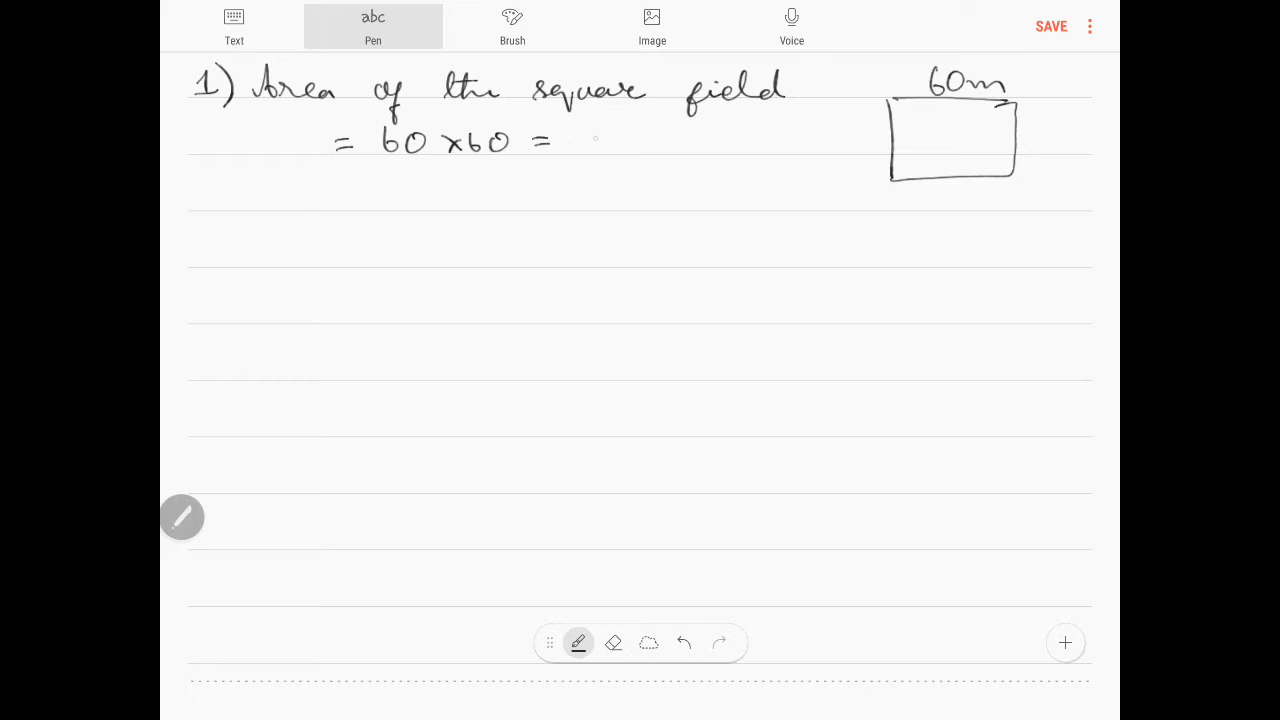 Text
abc
Pen
Brush
Image
Voice
SAVE
1) Area of the square field
60m
= 60 x 60 =